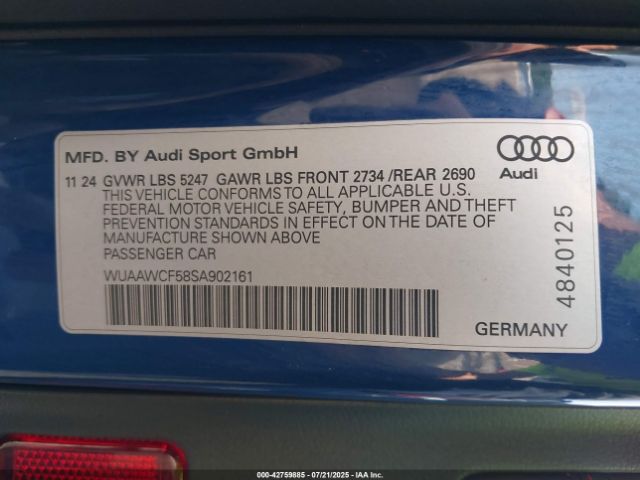 MFD. BY Audi Sport GmbH
Audi
11 24 GVWR LBS 5247 GAWR LBS FRONT 2734 /REAR 2690
THIS VEHICLE CONFORMS TO ALL APPLICABLE U.S.
FEDERAL MOTOR VEHICLE SAFETY, BUMPER AND THEFT
PREVENTION STANDARDS IN EFFECT ON THE DATE OF
MANUFACTURE SHOWN ABOVE
PASSENGER CAR
WUAAWCF58SA902161
4840125
GERMANY
000-42759885 07/21/2025 IAA Inc.